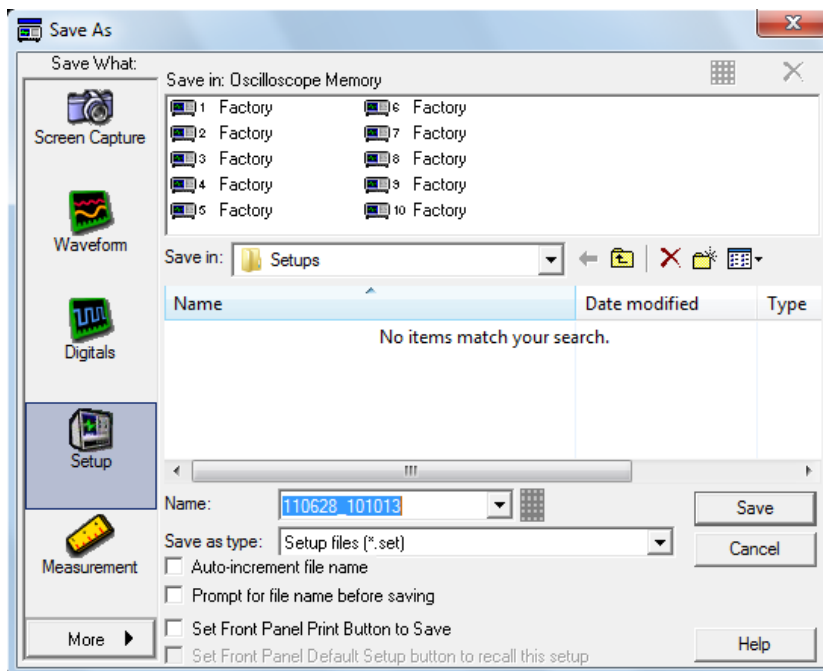 Save As
Save What:
Save in: Oscilloscope Memory
1 Factory
2 Factory
3 Factory
4 Factory
5 Factory
6 Factory
7 Factory
8 Factory
9 Factory
10 Factory
Screen Capture
Waveform
Digitals
Setup
Measurement
More
Save in: Setups
Name Date modified Type
No items match your search.
Name: 110628_101013
Save
Save as type: Setup files (*.set)
Cancel
Auto-increment file name
Prompt for file name before saving
Set Front Panel Print Button to Save
Set Front Panel Default Setup button to recall this setup
Help